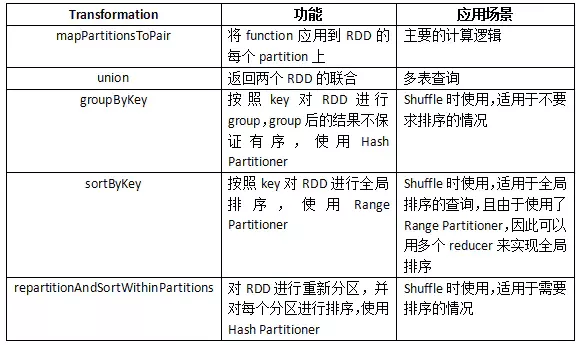 Transformation 功能 应用场景
mapPartitionsToPair 将 function 应用到 RDD 的 主要的计算逻辑
每个 partition 上
union 返回两个 RDD 的联合 多表查询
groupByKey 按照 key 对 RDD 进行 Shuffle 时使用,适用于不要
group,group 后的结果不保 求排序的情况
证有序，使用 Hash
Partitioner
sortByKey 按照 key 对 RDD 进行全局 Shuffle 时使用,适用于全局
排序，使用 Range 排序的查询,且由于使用了
Partitioner Range Partitioner,因此可以
用多个 reducer 来实现全局
排序
repartitionAndSortWithinPartitions 对 RDD 进行重新分区，并 Shuffle 时使用,适用于需要
对每个分区进行排序,使用 排序的情况
Hash Partitioner